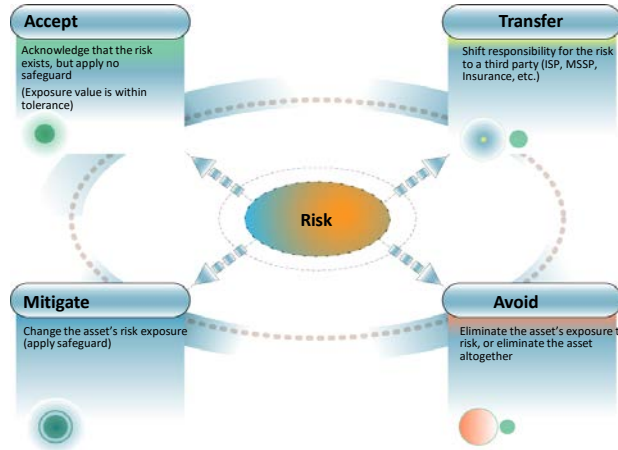 Accept
Acknowledge that the risk
exists, but apply no
safeguard
(Exposure value is within
tolerance)
Transfer
Shift responsibility for the risk
to a third party (ISP, MSSP,
Insurance, etc.)
Risk
Mitigate
Change the asset's risk exposure
(apply safeguard)
Avoid
Eliminate the asset's exposure t
risk, or eliminate the asset
altogether